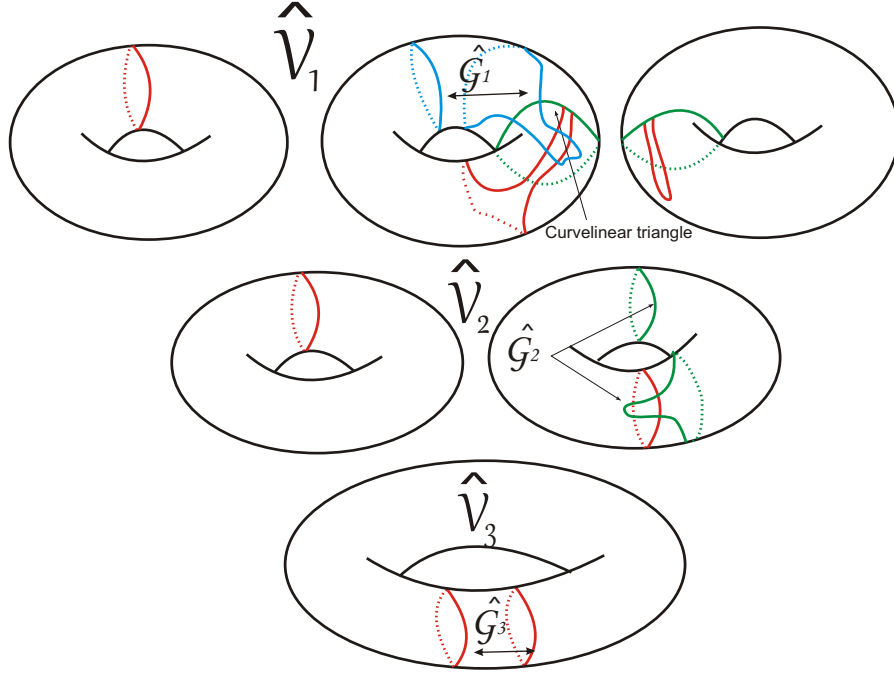 V̂₁
Ĝ₁
Curvelinear triangle
V̂₂
Ĝ₂
V̂₃
Ĝ₃